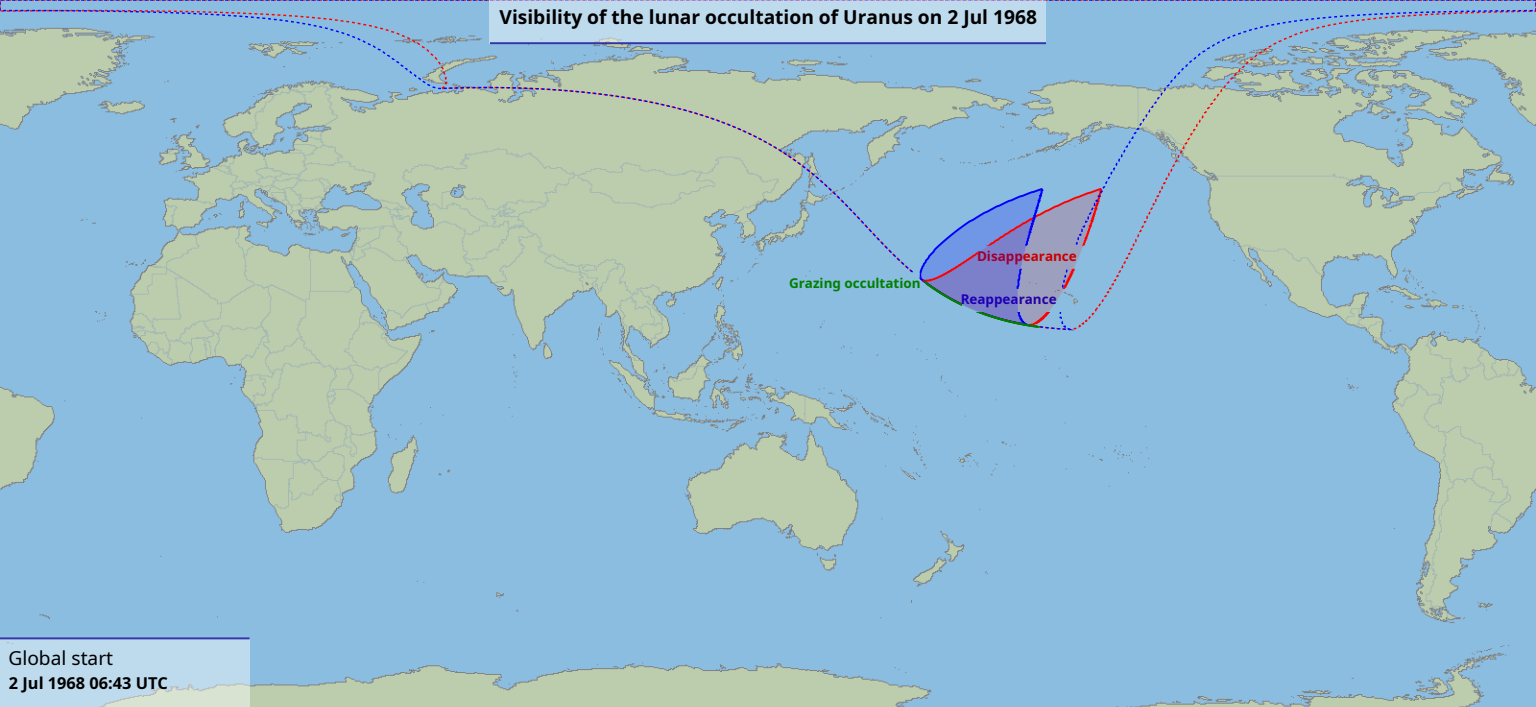 Visibility of the lunar occultation of Uranus on 2 Jul 1968
Disappearance
Grazing occultation
Reappearance
Global start
2 Jul 1968 06:43 UTC